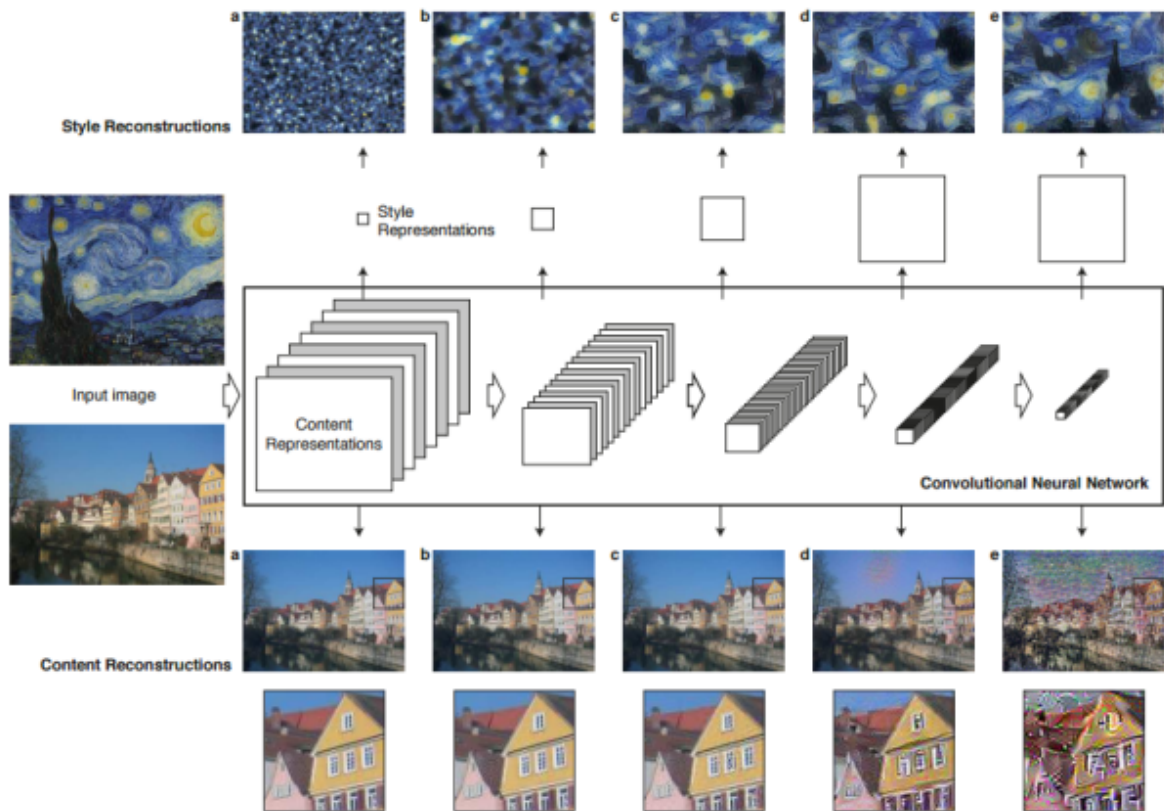 a b c d e
Style Reconstructions
Style
Representations
Input image
Content
Representations
Convolutional Neural Network
a b c d e
Content Reconstructions